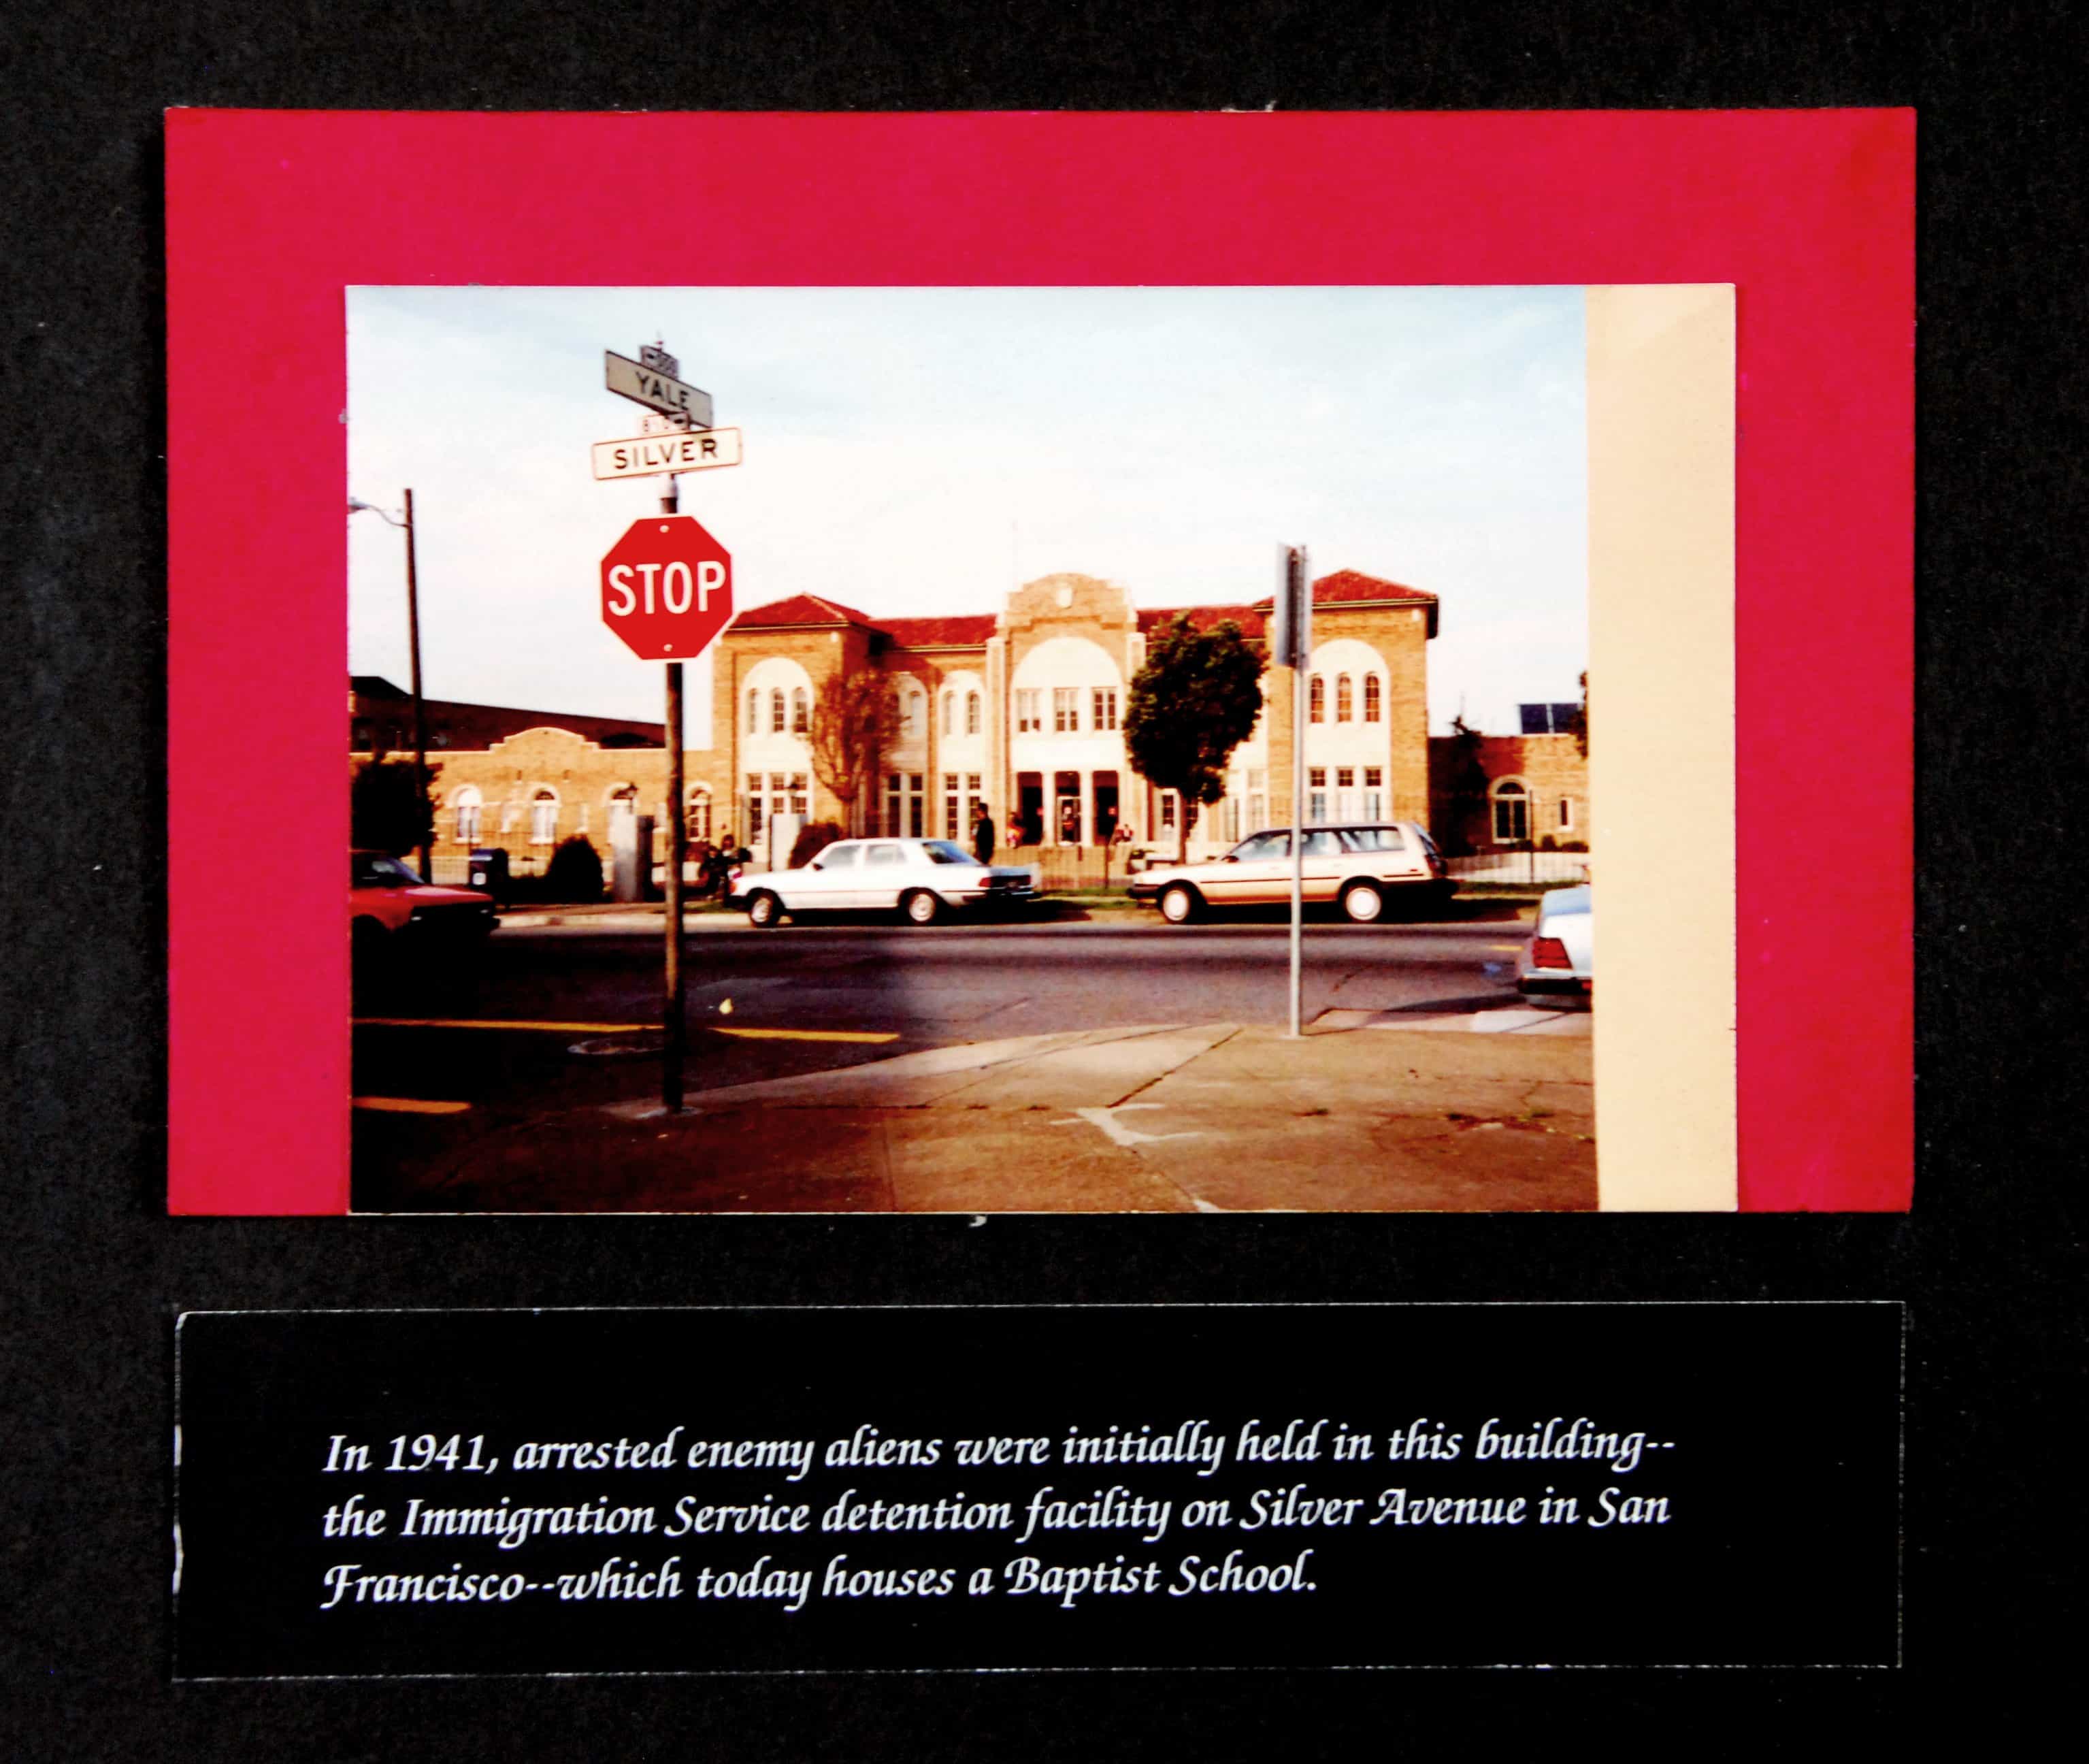 YALE
SILVER
STOP
In 1941, arrested enemy aliens were initially held in this building--
the Immigration Service detention facility on Silver Avenue in San
Francisco--which today houses a Baptist School.